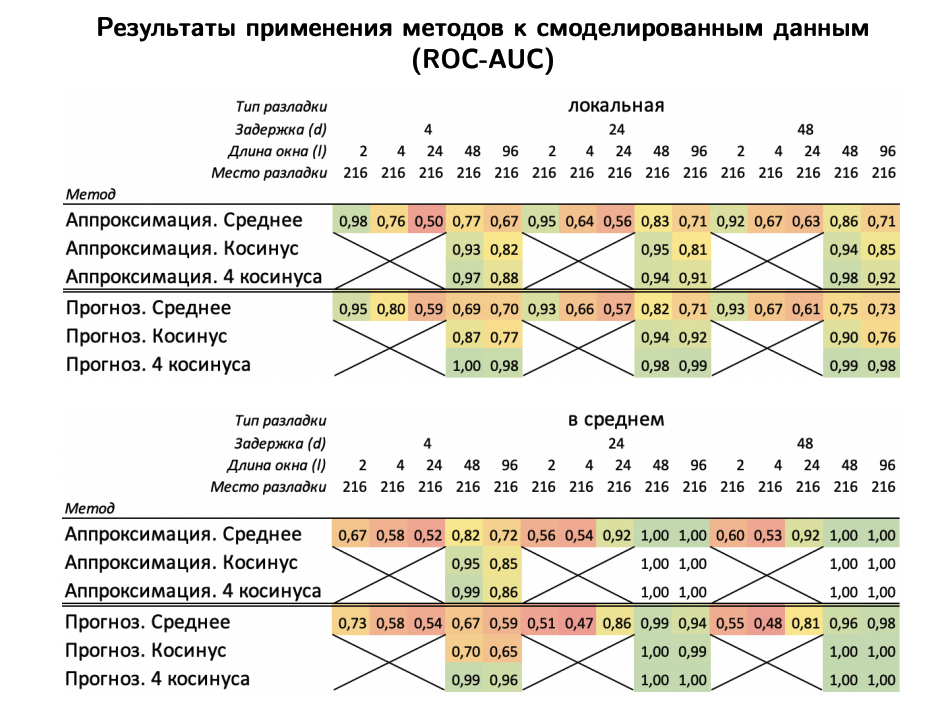 Результаты применения методов к смоделированным данным
(ROC-AUC)
Тип разладки локальная
Задержка (d) 4 24 48
Длина окна (l) 2 4 24 48 96 2 4 24 48 96 2 4 24 48 96
Место разладки 216 216 216 216 216 216 216 216 216 216 216 216 216 216 216
Метод
Аппроксимация. Среднее 0,98 0,76 0,50 0,77 0,67 0,95 0,64 0,56 0,83 0,71 0,92 0,67 0,63 0,86 0,71
Аппроксимация. Косинус 0,93 0,82 0,95 0,81 0,94 0,85
Аппроксимация. 4 косинуса 0,97 0,88 0,94 0,91 0,98 0,92
Прогноз. Среднее 0,95 0,80 0,59 0,69 0,70 0,93 0,66 0,57 0,82 0,71 0,93 0,67 0,61 0,75 0,73
Прогноз. Косинус 0,87 0,77 0,94 0,92 0,90 0,76
Прогноз. 4 косинуса 1,00 0,98 0,98 0,99 0,99 0,98
Тип разладки в среднем
Задержка (d) 4 24 48
Длина окна (l) 2 4 24 48 96 2 4 24 48 96 2 4 24 48 96
Место разладки 216 216 216 216 216 216 216 216 216 216 216 216 216 216 216
Метод
Аппроксимация. Среднее 0,67 0,58 0,52 0,82 0,72 0,56 0,54 0,92 1,00 1,00 0,60 0,53 0,92 1,00 1,00
Аппроксимация. Косинус 0,95 0,85 1,00 1,00 1,00 1,00
Аппроксимация. 4 косинуса 0,99 0,86 1,00 1,00 1,00 1,00
Прогноз. Среднее 0,73 0,58 0,54 0,67 0,59 0,51 0,47 0,86 0,99 0,94 0,55 0,48 0,81 0,96 0,98
Прогноз. Косинус 0,70 0,65 1,00 0,99 1,00 1,00
Прогноз. 4 косинуса 0,99 0,96 1,00 1,00 1,00 1,00